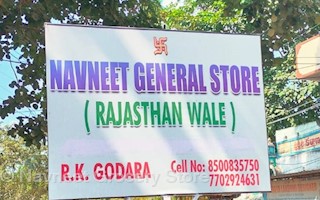 NAVNEET GENERAL STORE
( RAJASTHAN WALE )
R.K. GODARA
Cell No: 8500835750
7702924631